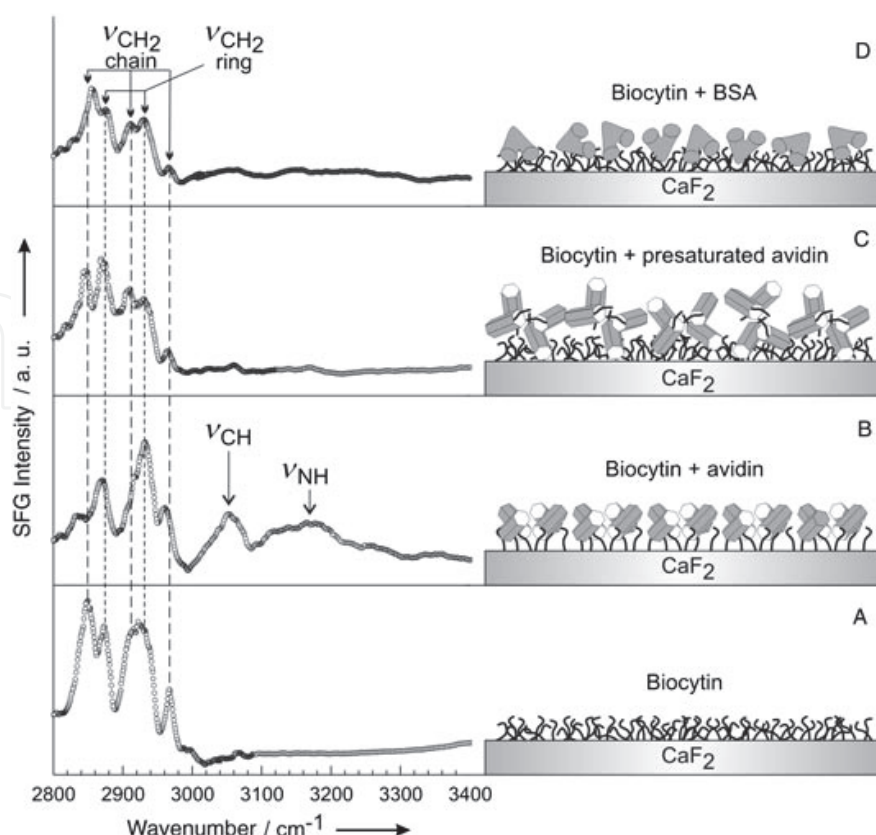 νCH2
chain
νCH2
ring
D
Biocytin + BSA
CaF2
C
Biocytin + presaturated avidin
CaF2
SFG Intensity / a. u.
νCH
νNH
B
Biocytin + avidin
CaF2
A
Biocytin
CaF2
2800 2900 3000 3100 3200 3300 3400
Wavenumber / cm-1